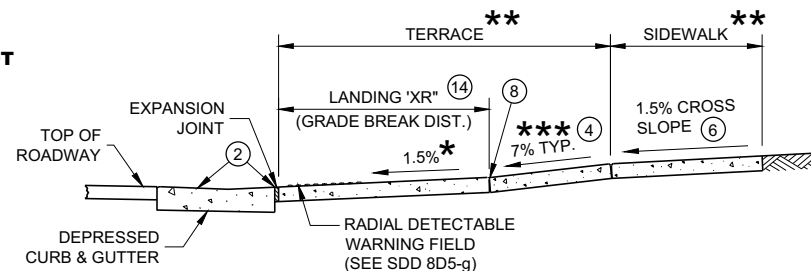 OT
TERRACE **
SIDEWALK **
LANDING 'XR" 14
(GRADE BREAK DIST.)
8
EXPANSION
JOINT
TOP OF
ROADWAY
2
1.5%*
*** 4
7% TYP.
1.5% CROSS
SLOPE 6
DEPRESSED
CURB & GUTTER
RADIAL DETECTABLE
WARNING FIELD
(SEE SDD 8D5-g)